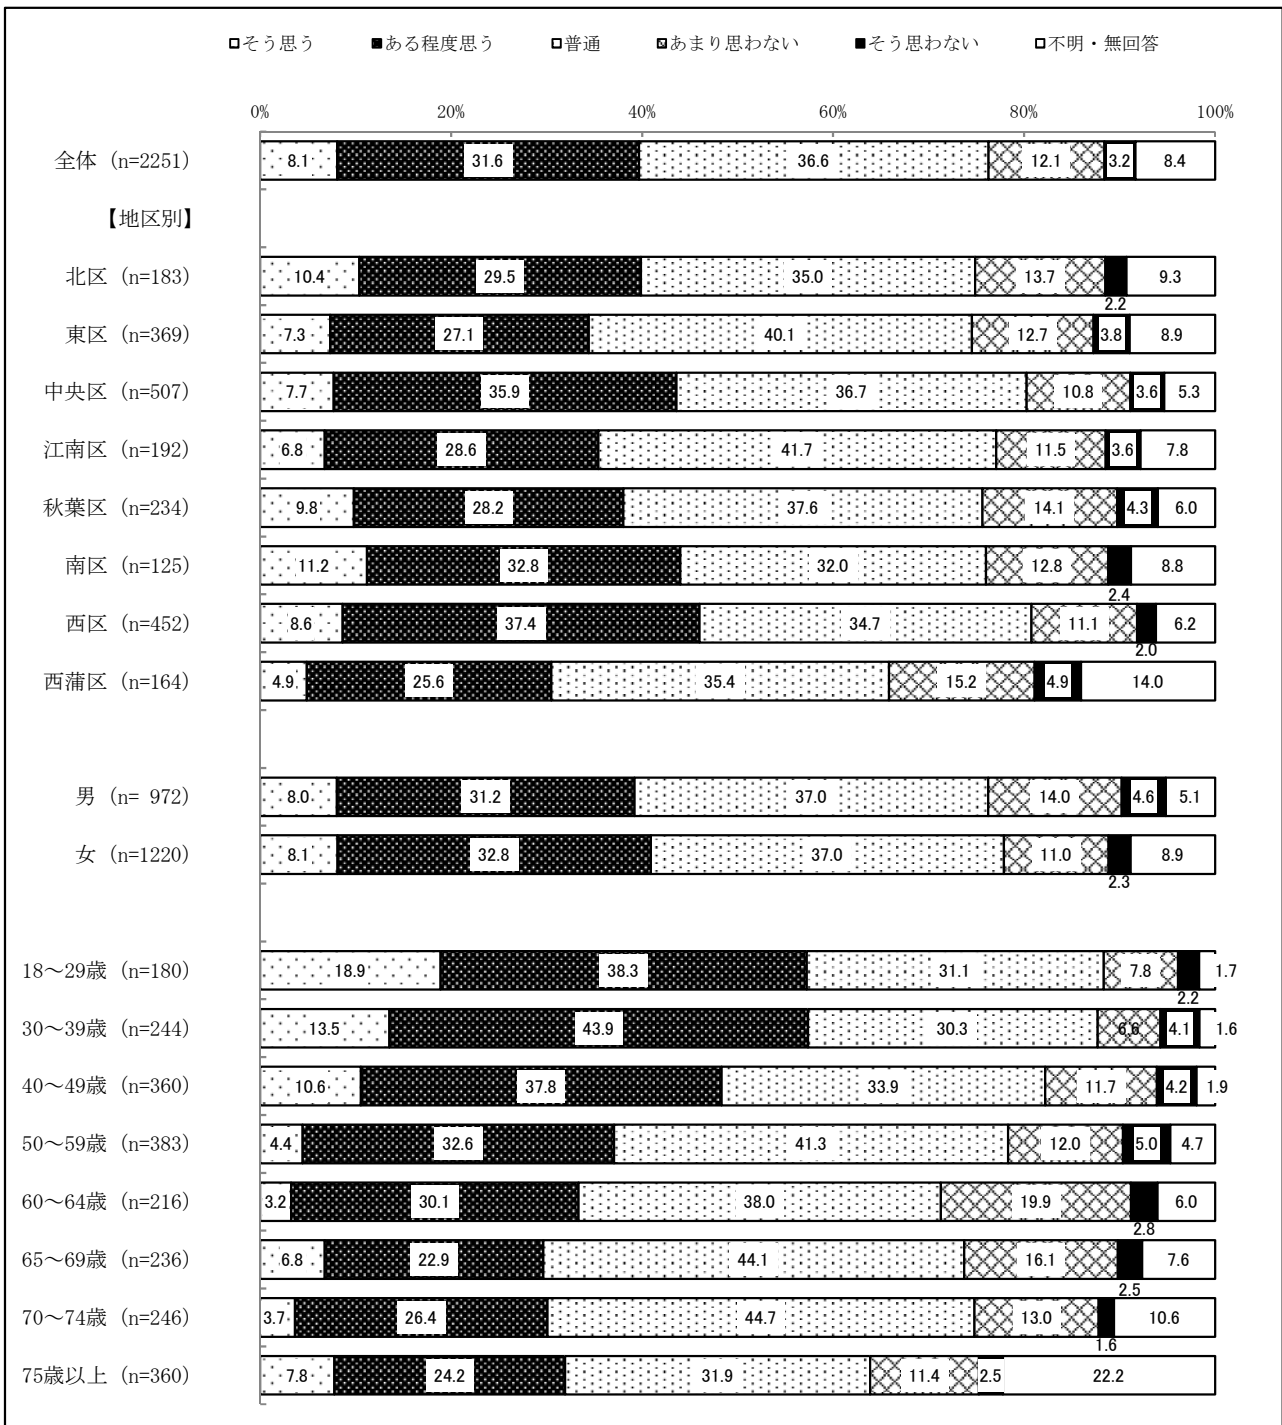 □そう思う ■ある程度思う □普通 あまり思わない ■そう思わない □不明・無回答
0% 20% 40% 60% 80% 100%
全体 (n=2251) 8.1 31.6 36.6 12.1 3.2 8.4
【地区別】
北区 (n=183) 10.4 29.5 35.0 13.7 2.2 9.3
東区 (n=369) 7.3 27.1 40.1 12.7 3.8 8.9
中央区 (n=507) 7.7 35.9 36.7 10.8 3.6 5.3
江南区 (n=192) 6.8 28.6 41.7 11.5 3.6 7.8
秋葉区 (n=234) 9.8 28.2 37.6 14.1 4.3 6.0
南区 (n=125) 11.2 32.8 32.0 12.8 2.4 8.8
西区 (n=452) 8.6 37.4 34.7 11.1 2.0 6.2
西蒲区 (n=164) 4.9 25.6 35.4 15.2 4.9 14.0
男 (n= 972) 8.0 31.2 37.0 14.0 4.6 5.1
女 (n=1220) 8.1 32.8 37.0 11.0 2.3 8.9
18～29歳 (n=180) 18.9 38.3 31.1 7.8 2.2 1.7
30～39歳 (n=244) 13.5 43.9 30.3 6.6 4.1 1.6
40～49歳 (n=360) 10.6 37.8 33.9 11.7 4.2 1.9
50～59歳 (n=383) 4.4 32.6 41.3 12.0 5.0 4.7
60～64歳 (n=216) 3.2 30.1 38.0 19.9 2.8 6.0
65～69歳 (n=236) 6.8 22.9 44.1 16.1 2.5 7.6
70～74歳 (n=246) 3.7 26.4 44.7 13.0 1.6 10.6
75歳以上 (n=360) 7.8 24.2 31.9 11.4 2.5 22.2